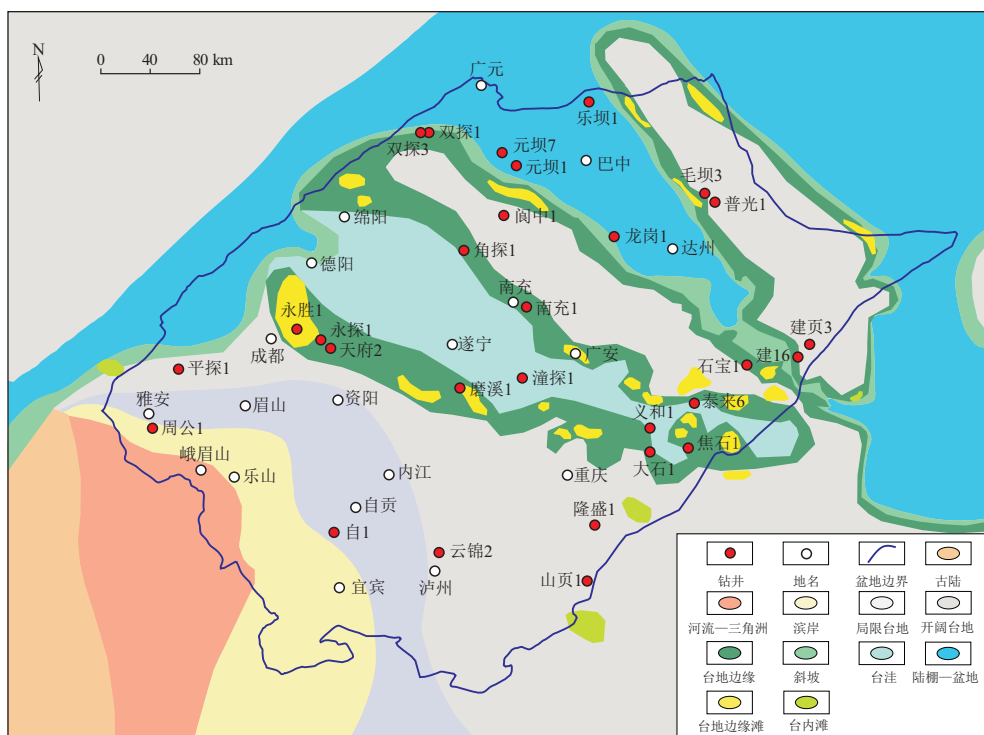 N
0 40 80 km
广元
乐坝1
双探1
双探3
元坝7
元坝1
巴中
毛坝3
普光1
绵阳
阆中1
龙岗1
角探1
达州
德阳
南充
南充1
永胜1
永探1
建页3
成都
天府2
遂宁
广安
建16
石宝1
平探1
潼探1
磨溪1
泰来6
雅安
眉山
资阳
义和1
周公1
焦石1
大石1
峨眉山
乐山
内江
重庆
自贡
隆盛1
自1
云锦2
山页1
宜宾
泸州
钻井 地名 盆地边界 古陆
河流—三角洲 滨岸 局限台地 开阔台地
台地边缘 斜坡 台洼 陆棚—盆地
台地边缘滩 台内滩